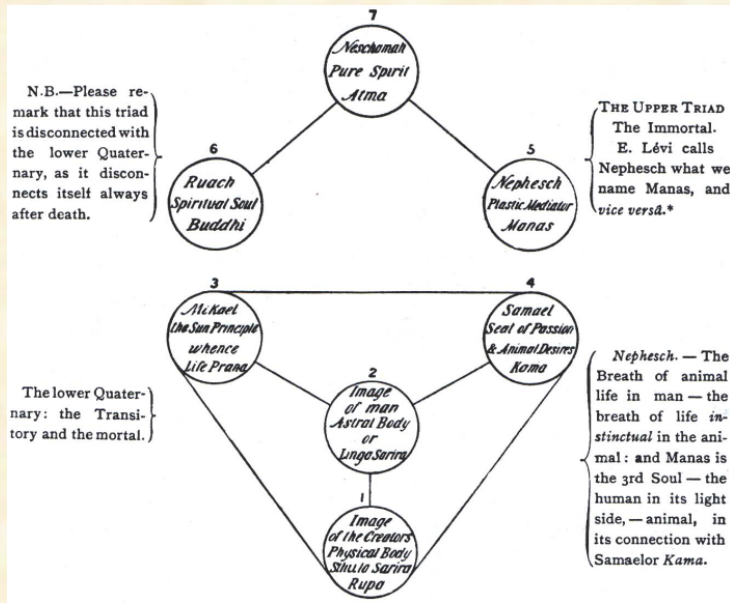 7
Neschamah
Pure Spirit
Atma
N.B.—Please re-
mark that this triad
is disconnected with
the lower Quater-
nary, as it discon-
nects itself always
after death.
6
Ruach
Spiritual Soul
Buddhi
5
Nephesch
Plastic Mediator
Manas
THE UPPER TRIAD
The Immortal.
E. Lévi calls
Nephesch what we
name Manas, and
vice versâ.*
3
Mikael
the Sun Principle
whence
Life Prana
4
Samael
Seat of Passion
& Animal Desires
Kama
2
Image
of man
Astral Body
or
Linga Sarira
The lower Quater-
nary: the Transi-
tory and the mortal.
1
Image
of the Creators
Physical Body
Sthula Sarira
Rupa
Nephesch. — The
Breath of animal
life in man — the
breath of life in-
stinctual in the ani-
mal : and Manas is
the 3rd Soul — the
human in its light
side, — animal, in
its connection with
Samaelor Kama.